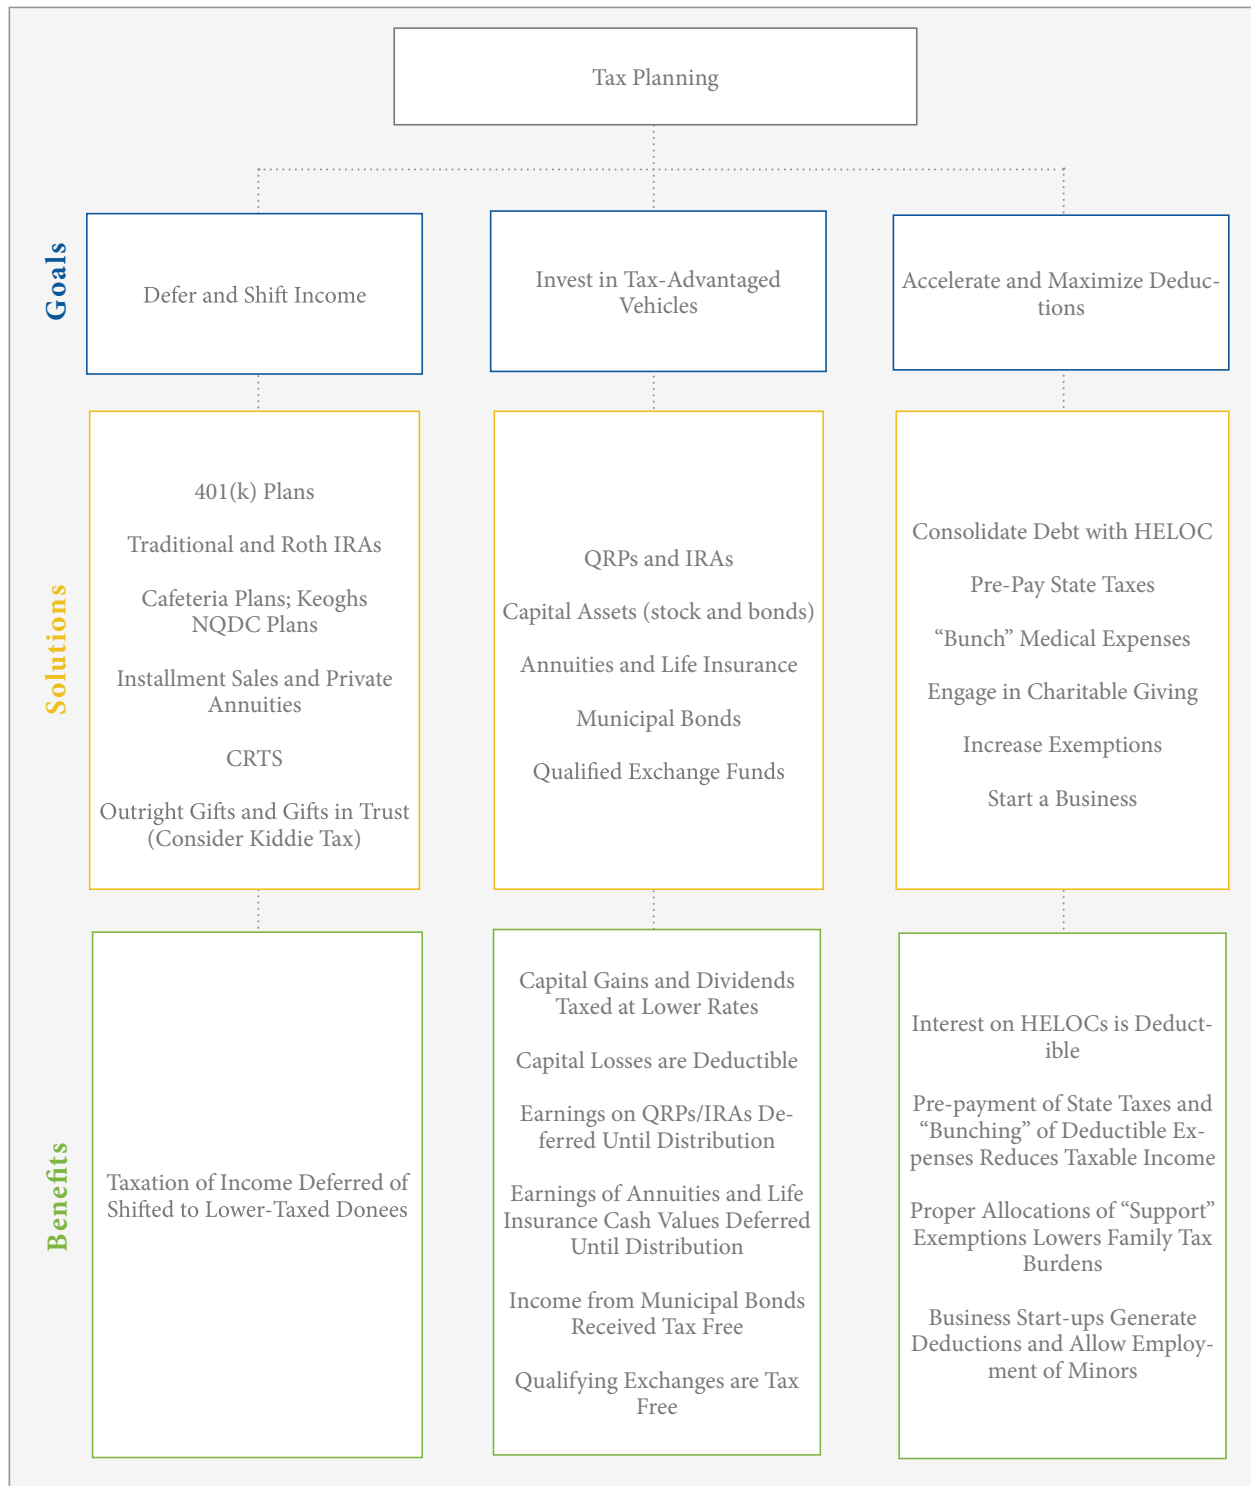 Tax Planning
Goals
Defer and Shift Income
Invest in Tax-Advantaged
Vehicles
Accelerate and Maximize Deduc-
tions
Solutions
401(k) Plans
Traditional and Roth IRAs
Cafeteria Plans; Keoghs
NQDC Plans
Installment Sales and Private
Annuities
CRTS
Outright Gifts and Gifts in Trust
(Consider Kiddie Tax)
QRPs and IRAs
Capital Assets (stock and bonds)
Annuities and Life Insurance
Municipal Bonds
Qualified Exchange Funds
Consolidate Debt with HELOC
Pre-Pay State Taxes
“Bunch” Medical Expenses
Engage in Charitable Giving
Increase Exemptions
Start a Business
Benefits
Taxation of Income Deferred of
Shifted to Lower-Taxed Donees
Capital Gains and Dividends
Taxed at Lower Rates
Capital Losses are Deductible
Earnings on QRPs/IRAs De-
ferred Until Distribution
Earnings of Annuities and Life
Insurance Cash Values Deferred
Until Distribution
Income from Municipal Bonds
Received Tax Free
Qualifying Exchanges are Tax
Free
Interest on HELOCs is Deduct-
ible
Pre-payment of State Taxes and
“Bunching” of Deductible Ex-
penses Reduces Taxable Income
Proper Allocations of “Support”
Exemptions Lowers Family Tax
Burdens
Business Start-ups Generate
Deductions and Allow Employ-
ment of Minors